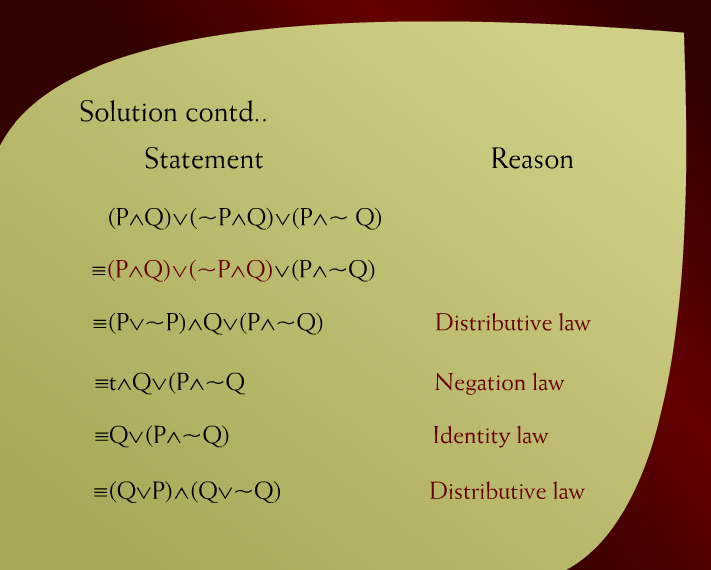 Solution contd..
Statement Reason
(P∧Q)∨(~P∧Q)∨(P∧~ Q)
≡(P∧Q)∨(~P∧Q)∨(P∧~Q)
≡(P∨~P)∧Q∨(P∧~Q) Distributive law
≡t∧Q∨(P∧~Q Negation law
≡Q∨(P∧~Q) Identity law
≡(Q∨P)∧(Q∨~Q) Distributive law